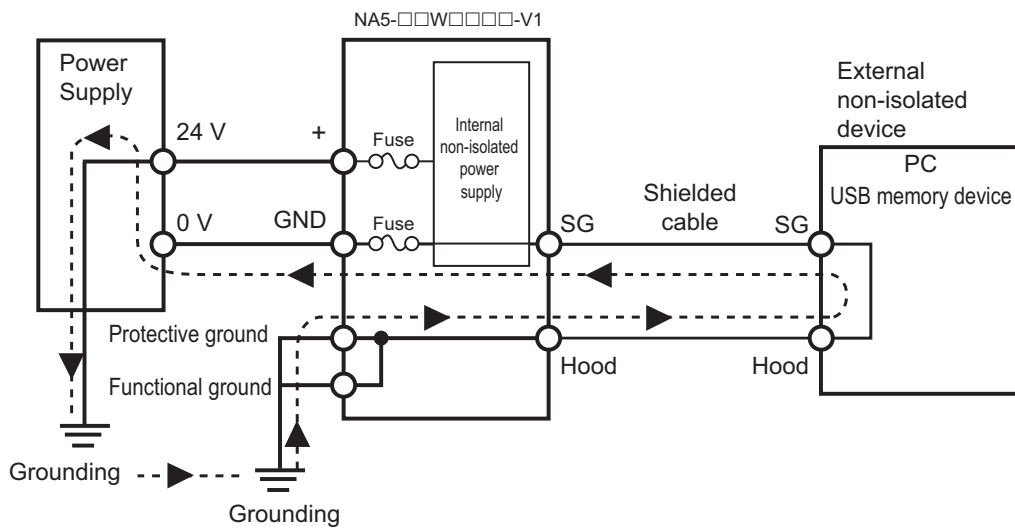 NA5-□□W□□□□-V1
Power
Supply
External
non-isolated
device
24 V
+
Fuse
Internal
non-isolated
power
supply
PC
USB memory device
Shielded
cable
0 V
GND
Fuse
SG
SG
Protective ground
Hood
Hood
Functional ground
Grounding
Grounding